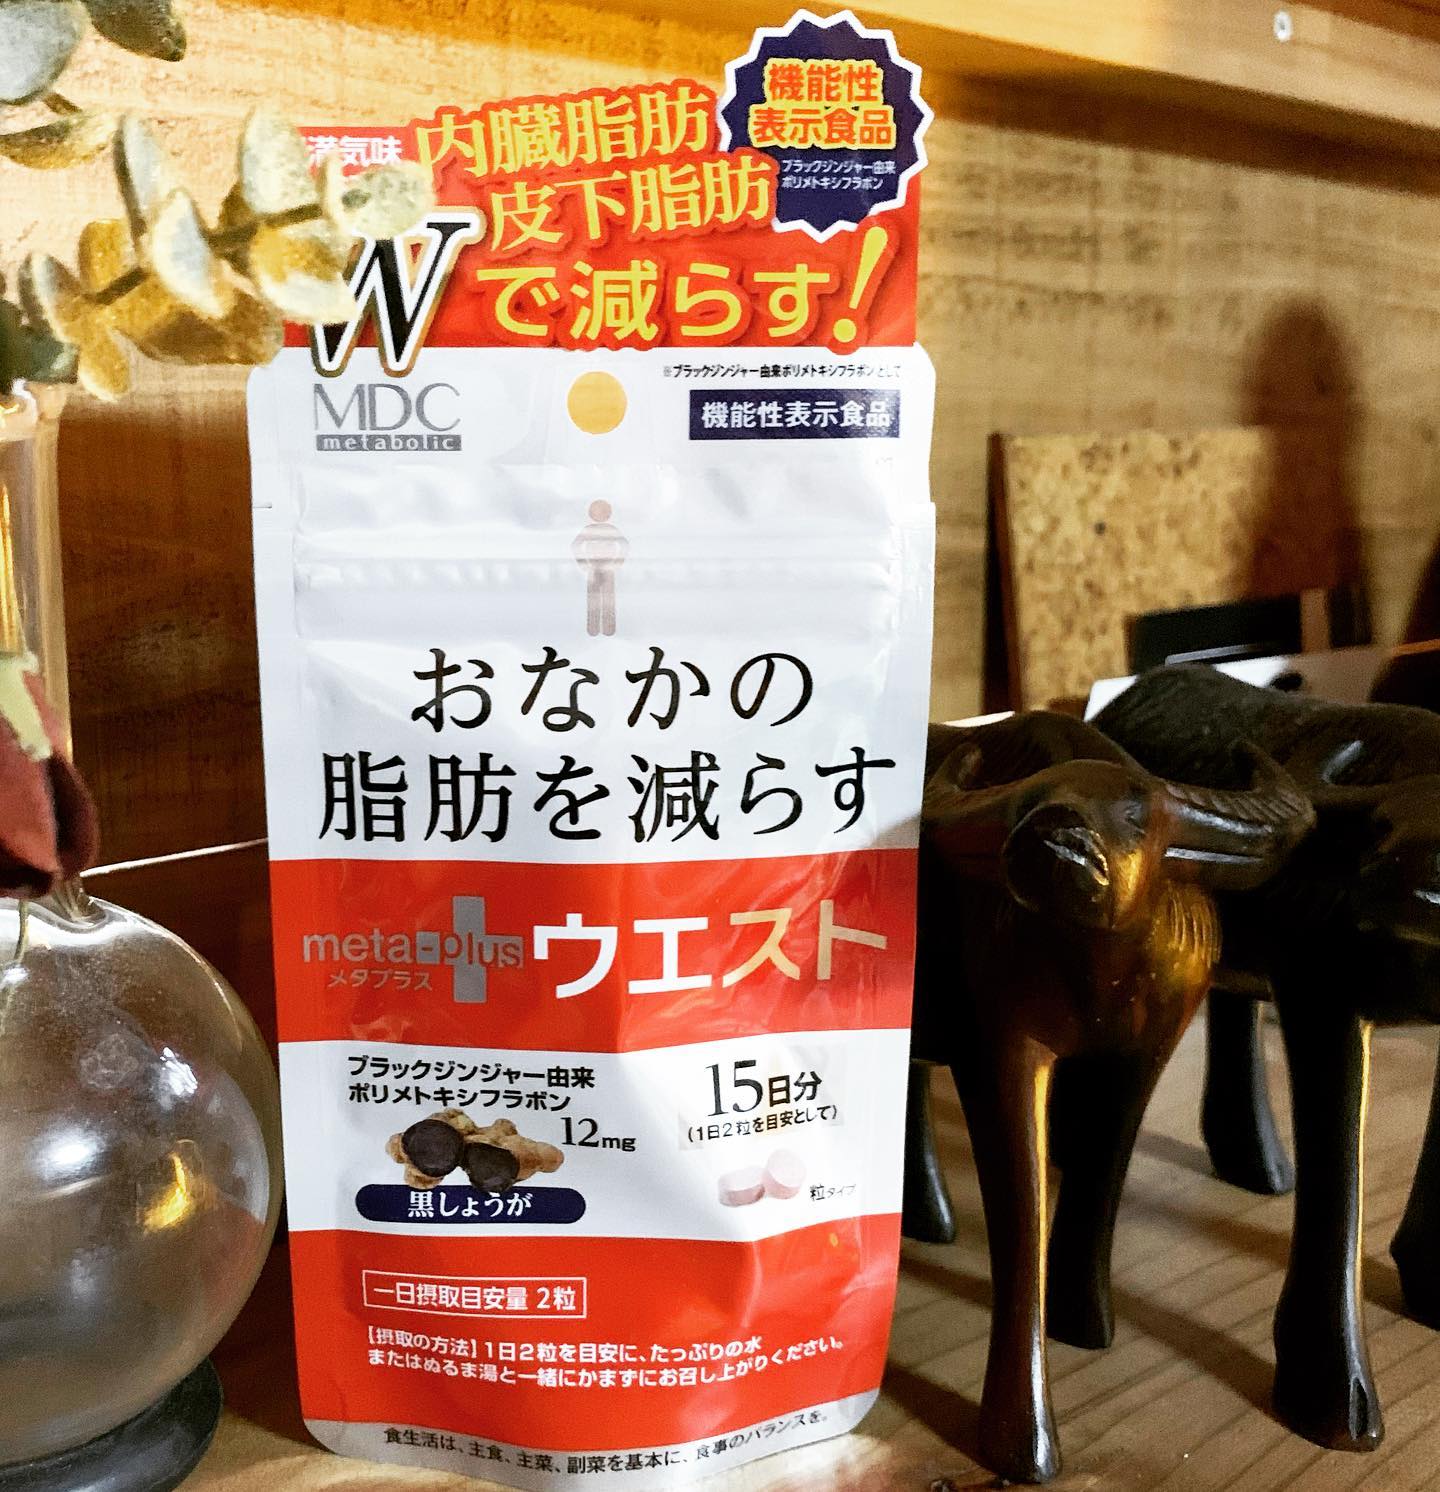 満気味
内臓脂肪
皮下脂肪
Wで減らす!
機能性
表示食品
ブラックジンジャー由来
ポリメトキシフラボン
※ブラックジンジャー由来ポリメトキシフラボンとして
MDC
metabolic
機能性表示食品
おなかの
脂肪を減らす
meta-plus
メタプラス
ウエスト
ブラックジンジャー由来
ポリメトキシフラボン
12mg
黒しょうが
15日分
(1日2粒を目安として)
粒タイプ
一日摂取目安量 2粒
【摂取の方法】1日2粒を目安に、たっぷりの水
またはぬるま湯と一緒にかまずにお召し上がりください。
食生活は、主食、主菜、副菜を基本に、食事のバランスを。